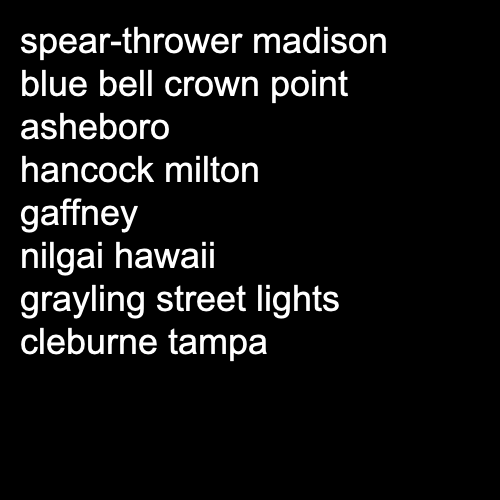 spear-thrower madison
blue bell crown point
asheboro
hancock milton
gaffney
nilgai hawaii
grayling street lights
cleburne tampa